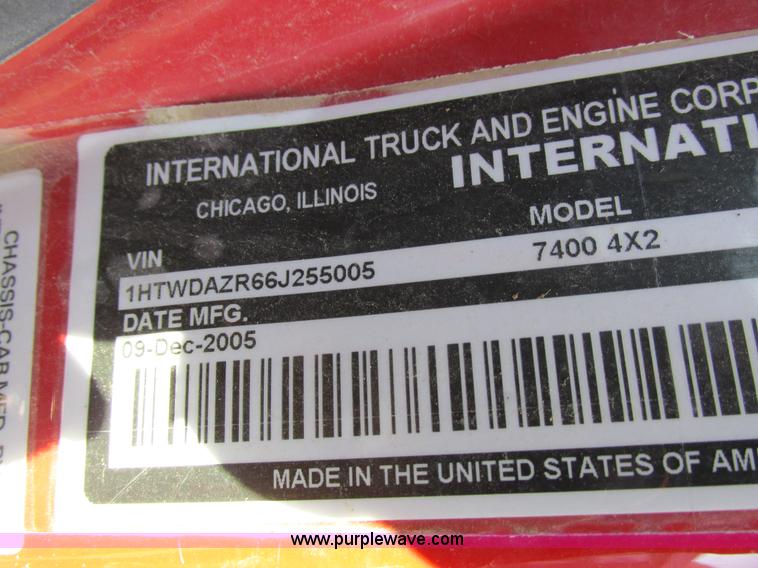 INTERNATIONAL TRUCK AND ENGINE CORP
INTERNATI
CHICAGO, ILLINOIS
MODEL
7400 4X2
VIN
1HTWDAZR66J255005
DATE MFG.
09-Dec-2005
MADE IN THE UNITED STATES OF AM
CHASSIS-CAB MFD.
www.purplewave.com